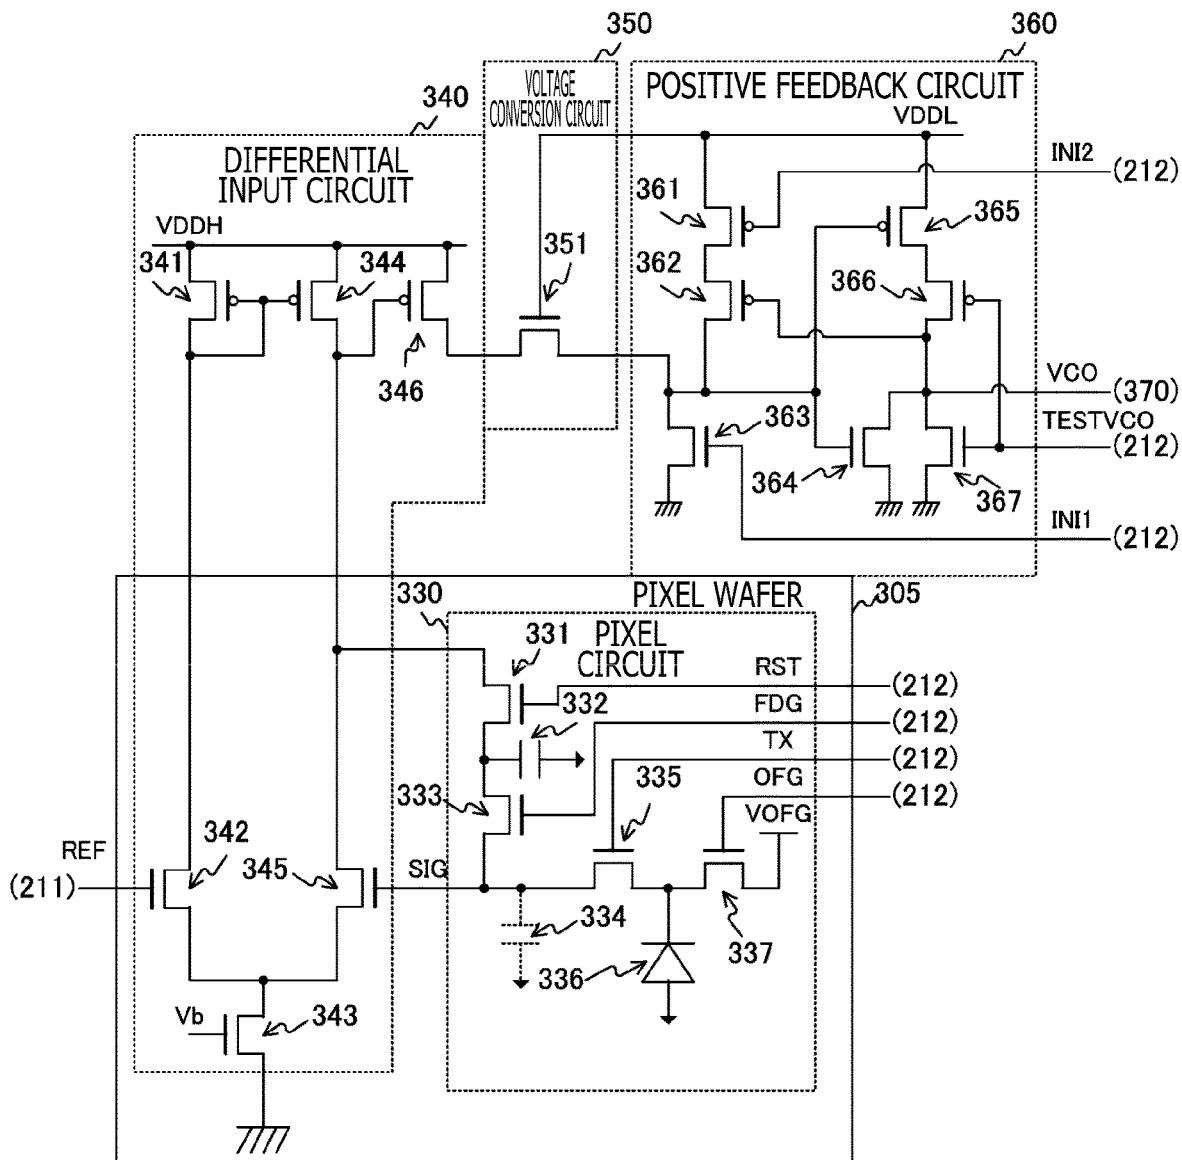 350
360
VOLTAGE
CONVERSION CIRCUIT
POSITIVE FEEDBACK CIRCUIT
340
VDDL
DIFFERENTIAL
INPUT CIRCUIT
INI2
(212)
361
365
VDDH
341
344
351
362
366
346
VCO
(370)
363
TESTVCO
(212)
364
367
INI1
(212)
330
PIXEL WAFER
305
331
PIXEL
CIRCUIT
RST
(212)
332
FDG
(212)
TX
(212)
335
OFG
(212)
333
VOFG
REF
342
345
SIG
(211)
334
336
337
Vb
343